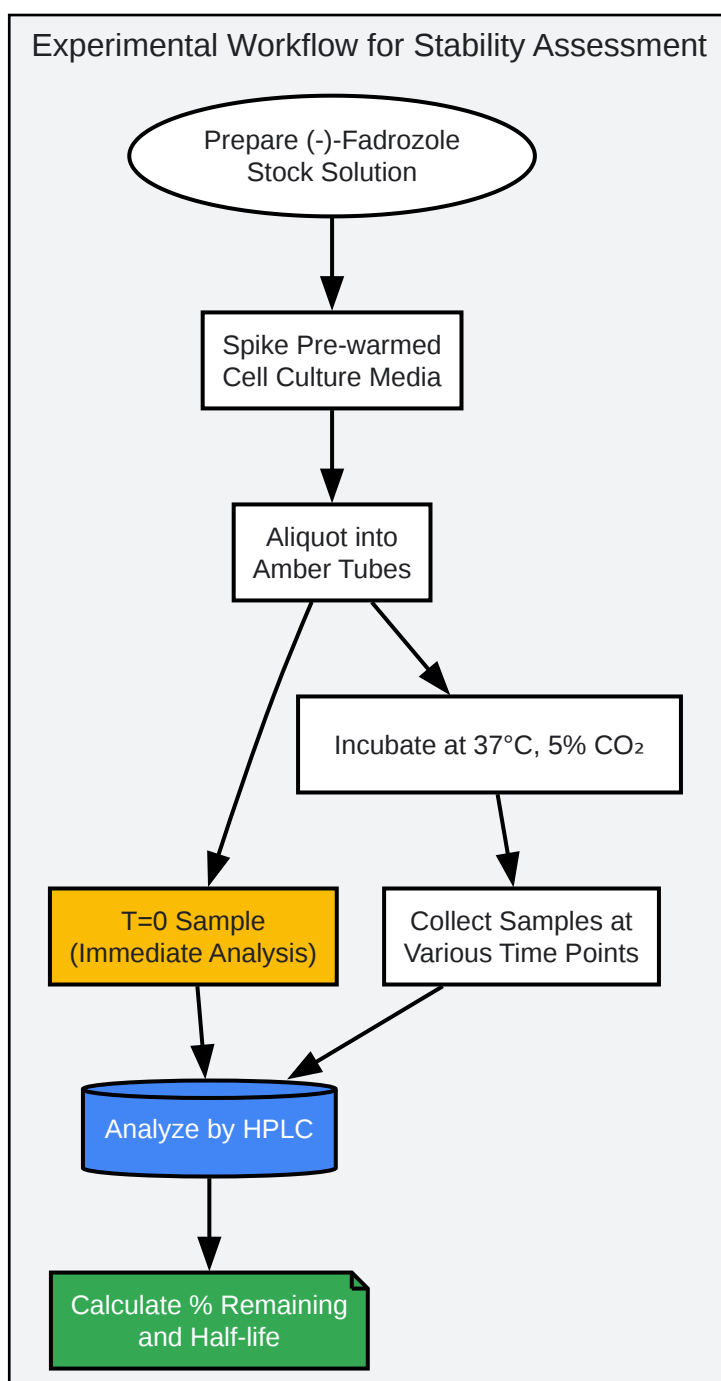 Experimental Workflow for Stability Assessment
Prepare (-)-Fadrozole
Stock Solution
Spike Pre-warmed
Cell Culture Media
Aliquot into
Amber Tubes
Incubate at 37°C, 5% CO₂
T=0 Sample
(Immediate Analysis)
Collect Samples at
Various Time Points
Analyze by HPLC
Calculate % Remaining
and Half-life